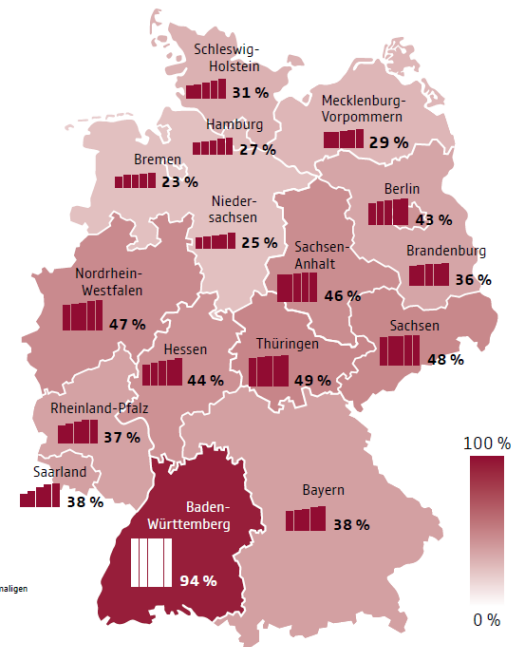 Schleswig-
Holstein
31 %
Mecklenburg-
Vorpommern
29 %
Hamburg
27 %
Bremen
23 %
Berlin
43 %
Nieder-
sachsen
25 %
Sachsen-
Anhalt
46 %
Brandenburg
36 %
Nordrhein-
Westfalen
47 %
Sachsen
48 %
Hessen
44 %
Thüringen
49 %
Rheinland-Pfalz
37 %
Saarland
38 %
Baden-
Württemberg
94 %
Bayern
38 %
100 %
0 %
maligen